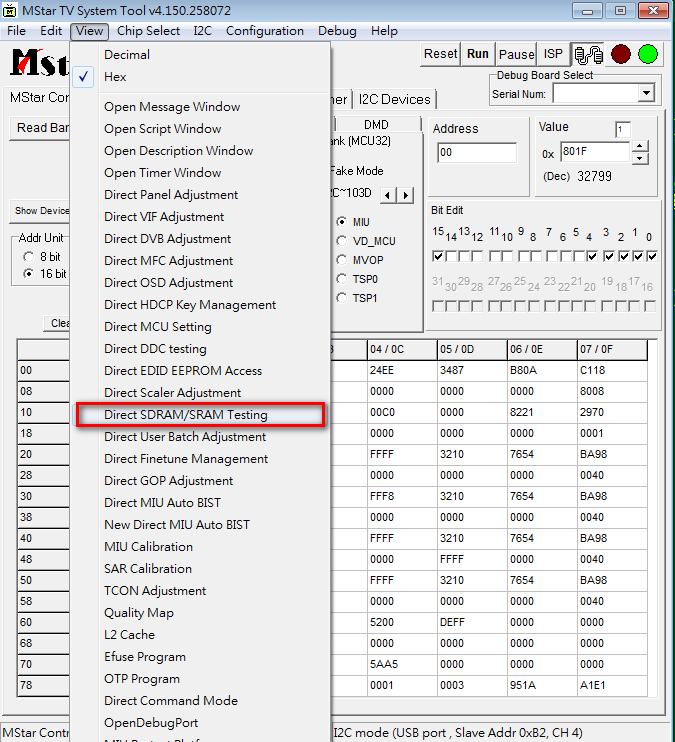 MStar TV System Tool v4.150.258072
File Edit View Chip Select I2C Configuration Debug Help
Reset Run Pause ISP
Debug Board Select
Serial Num:
MSt
MStar Con
ner I2C Devices
Read Ban
Show Device
Addr Unit
8 bit
16 bit
Clea
Decimal
Hex
Open Message Window
Open Script Window
Open Description Window
Open Timer Window
Direct Panel Adjustment
Direct VIF Adjustment
Direct DVB Adjustment
Direct MFC Adjustment
Direct OSD Adjustment
Direct HDCP Key Management
Direct MCU Setting
Direct DDC testing
Direct EDID EEPROM Access
Direct Scaler Adjustment
Direct SDRAM/SRAM Testing
Direct User Batch Adjustment
Direct Finetune Management
Direct GOP Adjustment
Direct MIU Auto BIST
New Direct MIU Auto BIST
MIU Calibration
SAR Calibration
TCON Adjustment
Quality Map
L2 Cache
Efuse Program
OTP Program
Direct Command Mode
OpenDebugPort
DMD
nk (MCU32)
Fake Mode
C~103D
MIU
VD_MCU
MVOP
TSP0
TSP1
Address
00
Value
1
0x 801F
(Dec) 32799
Bit Edit
15 14 13 12 11 10 9 8 7 6 5 4 3 2 1 0
31 30 29 28 27 26 25 24 23 22 21 20 19 18 17 16
04 / 0C 05 / 0D 06 / 0E 07 / 0F
00 24EE 3487 B80A C118
08 0000 0000 0000 8008
10 00C0 0000 8221 2970
18 0000 0000 0000 0001
20 FFFF 3210 7654 BA98
28 0000 0000 0000 0040
30 FFF8 3210 7654 BA98
38 0000 0000 0000 0040
40 FFFF 3210 7654 BA98
48 0000 FFFF 0000 0040
50 FFFF 3210 7654 BA98
58 0000 0000 0000 0040
60 5200 DEFF 0000 0000
68 0000 0000 0000 0000
70 5AA5 0000 0000 0000
78 0001 0003 951A A1E1
MStar Contr
I2C mode (USB port , Slave Addr 0xB2, CH 4)